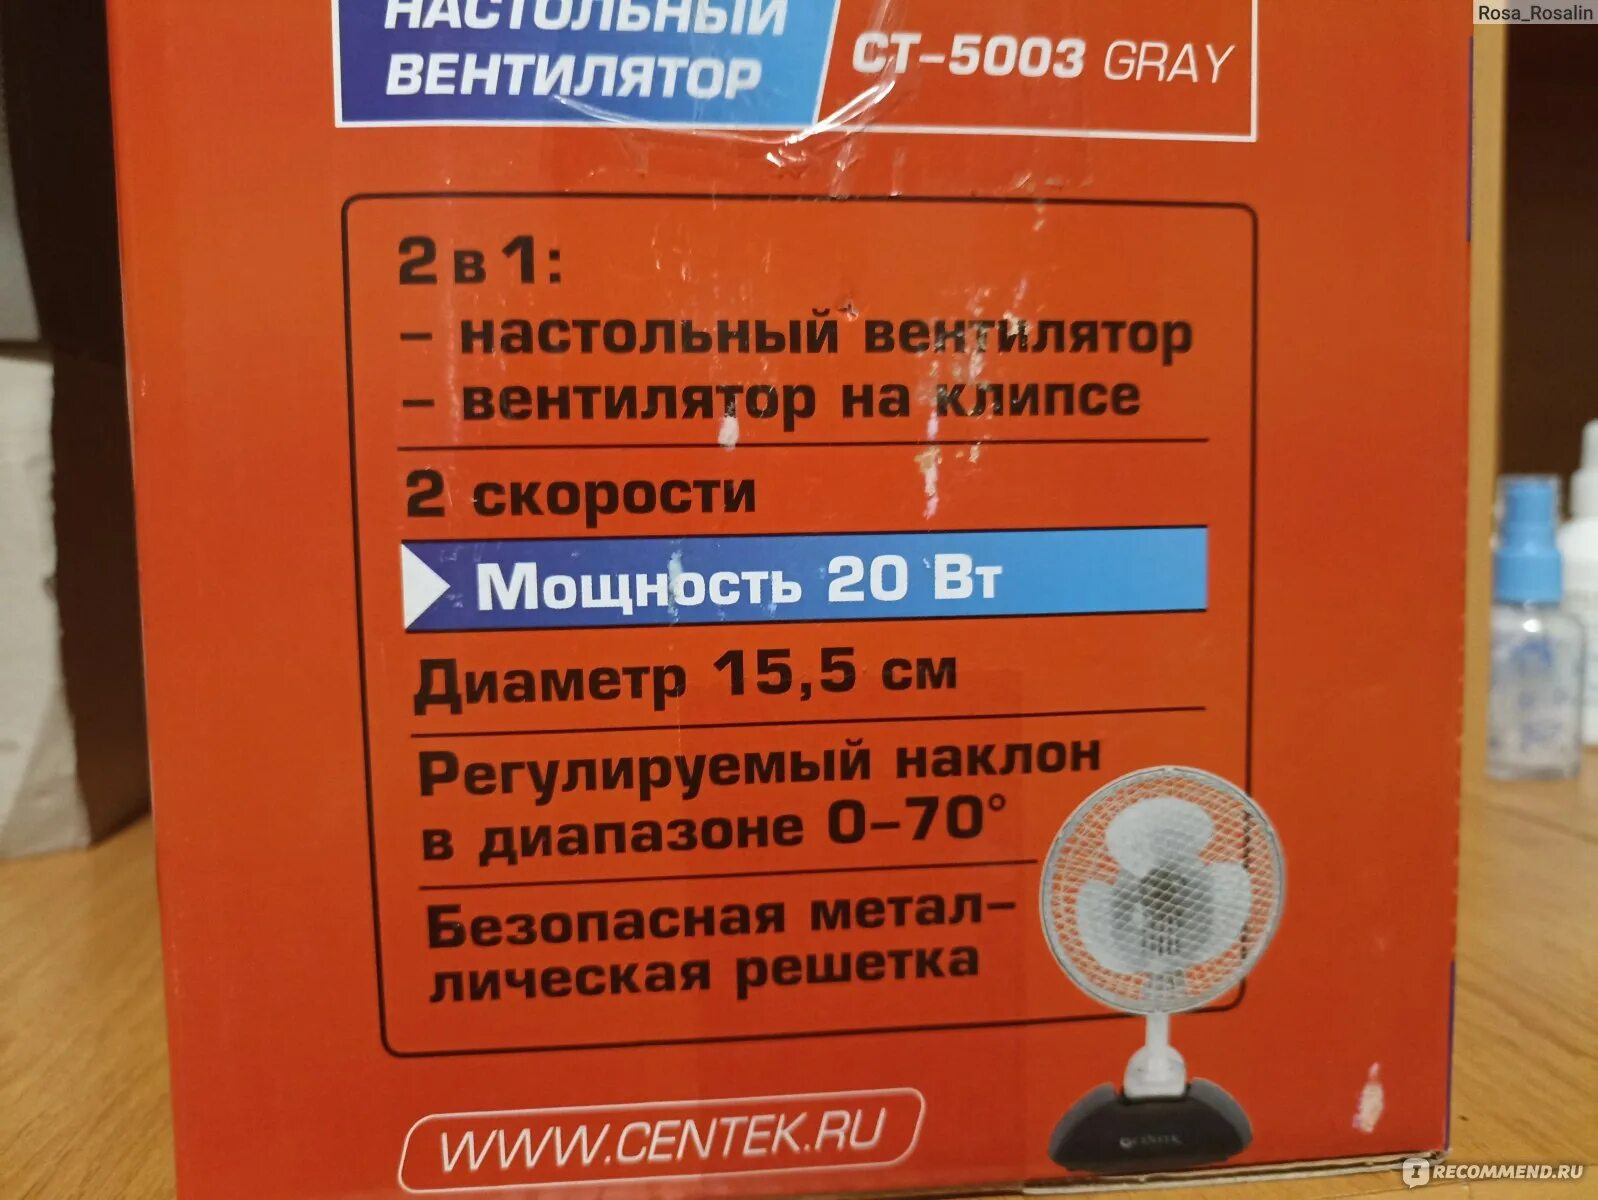 Rosa_Rosalin
НАСТОЛЬНЫЙ
ВЕНТИЛЯТОР
CT-5003 GRAY
2 в 1:
– настольный вентилятор
– вентилятор на клипсе
2 скорости
Мощность 20 Вт
Диаметр 15,5 см
Регулируемый наклон
в диапазоне 0–70°
Безопасная метал–
лическая решетка
CENTEK
WWW.CENTEK.RU
RECOMMEND.RU